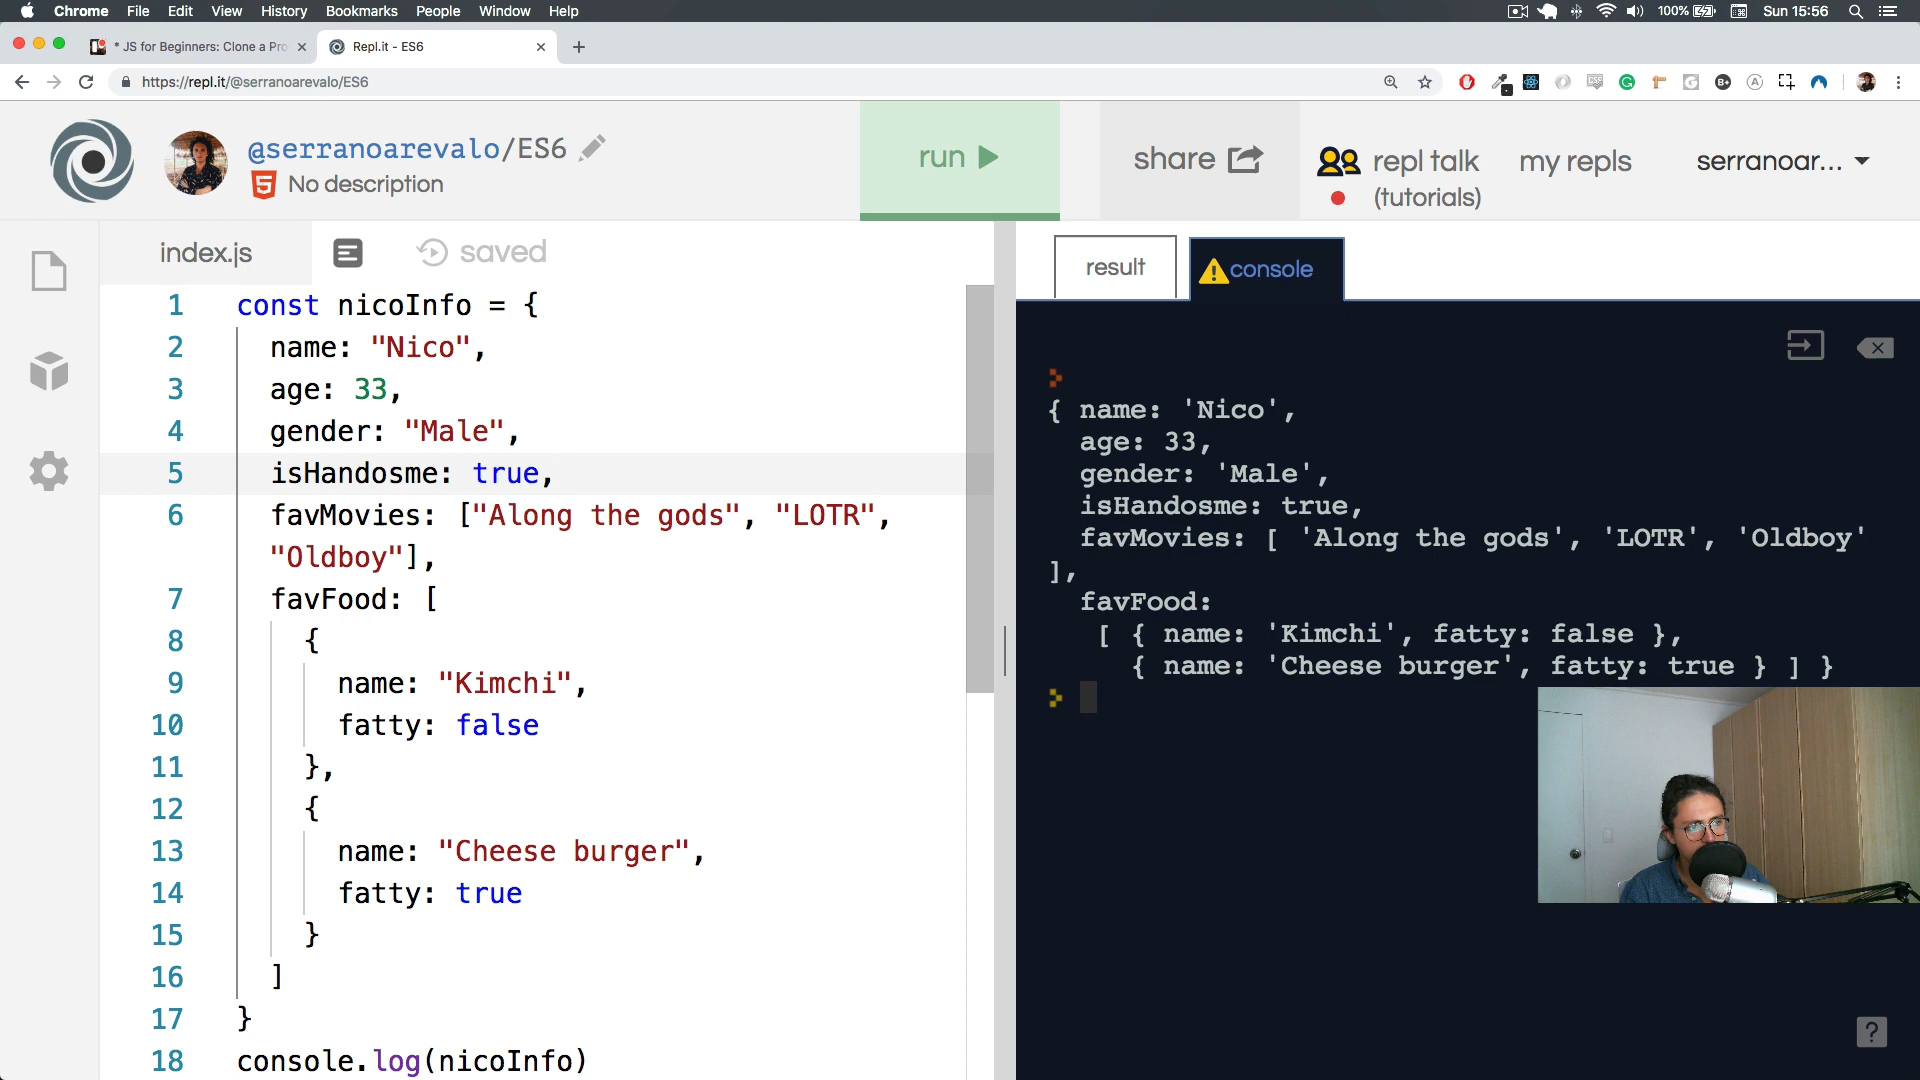 Chrome File Edit View History Bookmarks People Window Help 100% Sun 15:56
* JS for Beginners: Clone a Pro
Repl.it - ES6
https://repl.it/@serranoarevalo/ES6
@serranoarevalo/ES6
No description
run
share
repl talk
(tutorials)
my repls
serranoar...
index.js
saved
1 const nicoInfo = {
2 name: "Nico",
3 age: 33,
4 gender: "Male",
5 isHandosme: true,
6 favMovies: ["Along the gods", "LOTR",
"Oldboy"],
7 favFood: [
8 {
9 name: "Kimchi",
10 fatty: false
11 },
12 {
13 name: "Cheese burger",
14 fatty: true
15 }
16 ]
17 }
18 console.log(nicoInfo)
result
console
{ name: 'Nico',
age: 33,
gender: 'Male',
isHandosme: true,
favMovies: [ 'Along the gods', 'LOTR', 'Oldboy'
],
favFood:
[ { name: 'Kimchi', fatty: false },
{ name: 'Cheese burger', fatty: true } ] }
?